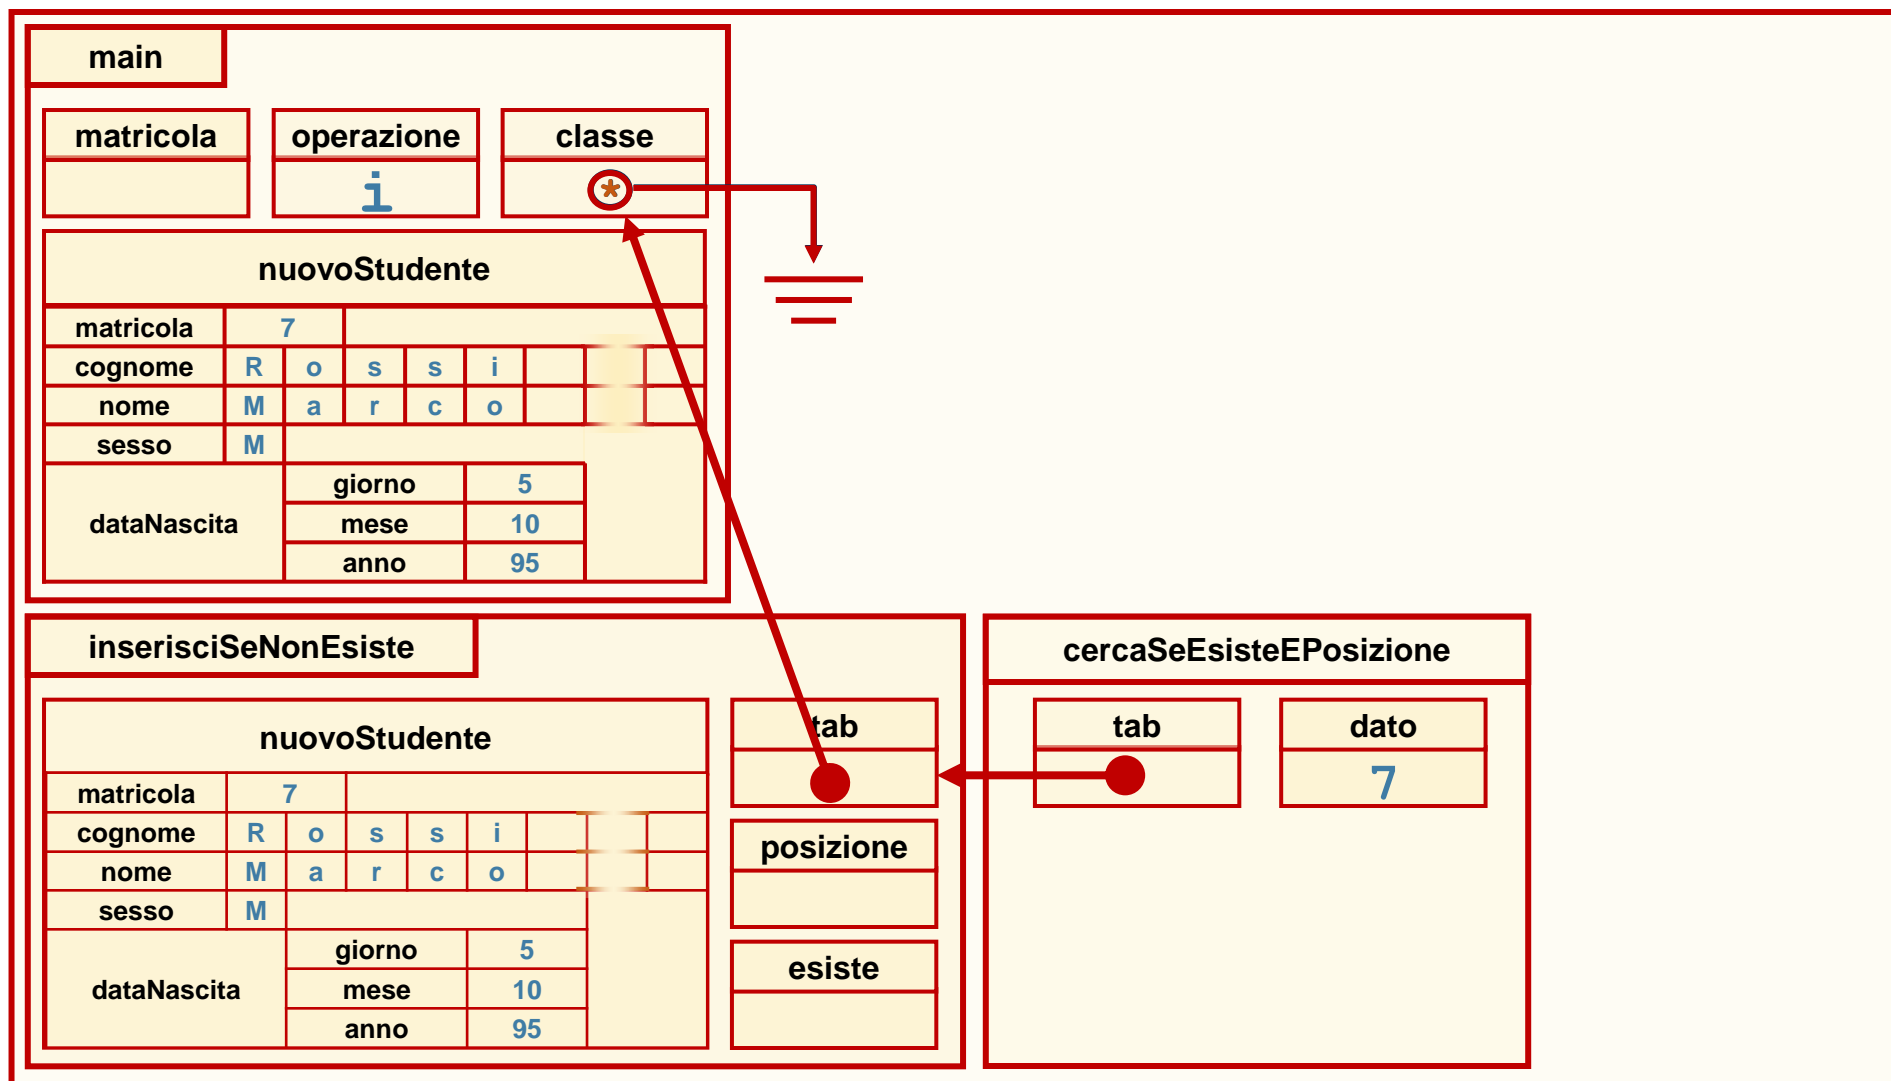 main
matricola operazione classe
i *
nuovoStudente
matricola 7
cognome R o s s i
nome M a r c o
sesso M
dataNascita
giorno 5
mese 10
anno 95
inserisciSeNonEsiste
nuovoStudente
matricola 7
cognome R o s s i
nome M a r c o
sesso M
dataNascita
giorno 5
mese 10
anno 95
tab
posizione
esiste
cercaSeEsisteEPosizione
tab dato
7